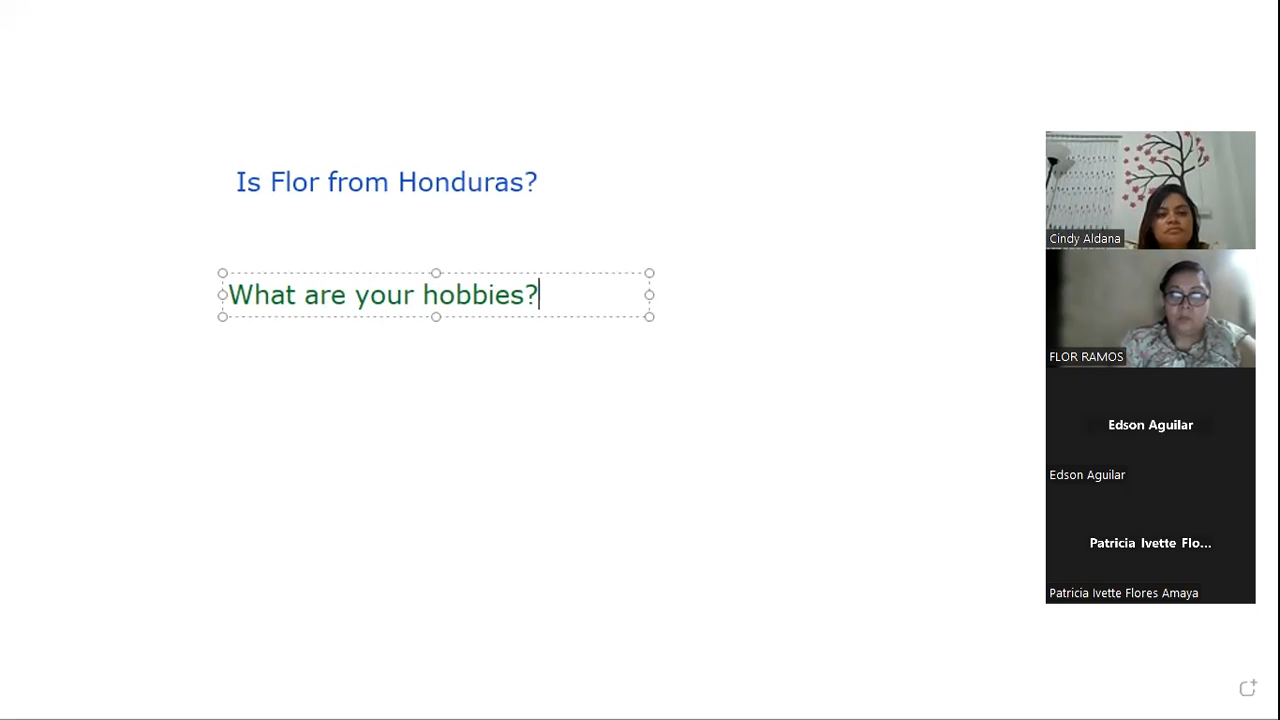 Is Flor from Honduras?
What are your hobbies?
Cindy Aldana
FLOR RAMOS
Edson Aguilar
Edson Aguilar
Patricia Ivette Flo...
Patricia Ivette Flores Amaya